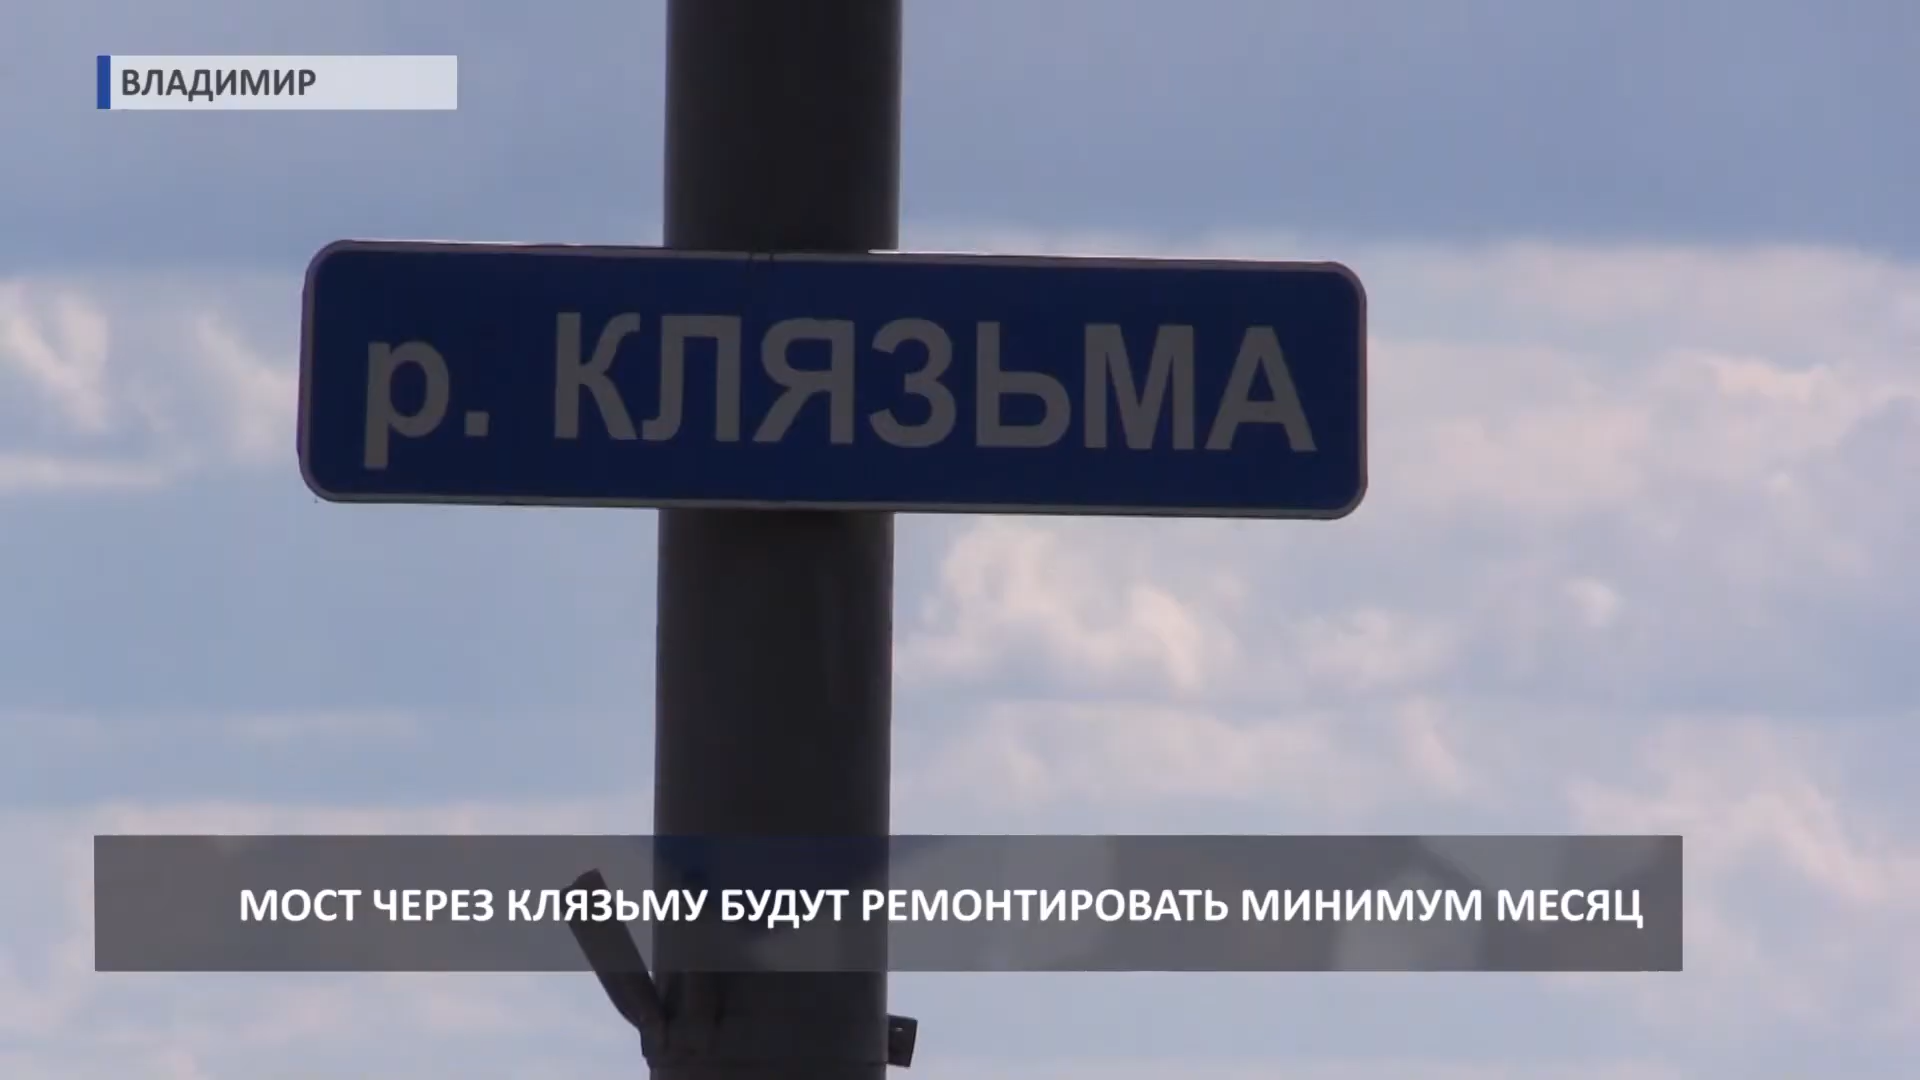 ВЛАДИМИР
р. КЛЯЗЬМА
МОСТ ЧЕРЕЗ КЛЯЗЬМУ БУДУТ РЕМОНТИРОВАТЬ МИНИМУМ МЕСЯЦ